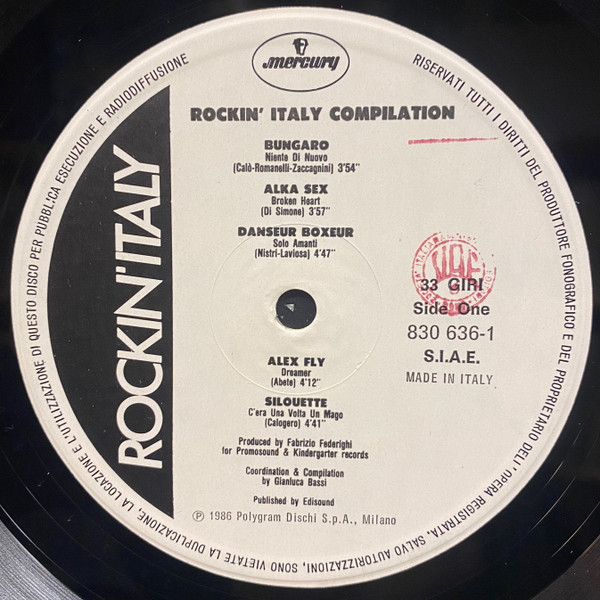 mercury
ROCKIN' ITALY COMPILATION
BUNGARO
Niente Di Nuovo
(Calò-Romanelli-Zaccagnini) 3'54"
ALKA SEX
Broken Heart
(Di Simone) 3'57"
DANSEUR BOXEUR
Solo Amanti
(Nistri-Laviosa) 4'47"
33 GIRI
Side One
830 636-1
S.I.A.E.
MADE IN ITALY
ALEX FLY
Dreamer
(Abete) 4'12"
SILOUETTE
C'era Una Volta Un Mago
(Calogero) 4'41"
Produced by Fabrizio Federighi
for Promosound & Kindergarter records
Coordination & Compilation
by Gianluca Bassi
Published by Edisound
℗ 1986 Polygram Dischi S.p.A., Milano
ROCKIN' ITALY
RISERVATI TUTTI I DIRITTI DEL PRODUTTORE FONOGRAFICO E DEL PROPRIETARIO DELL'OPERA REGISTRATA. SALVO AUTORIZZAZIONI, SONO VIETATE LA DUPLICAZIONE, LA LOCAZIONE E L'UTILIZZAZIONE DI QUESTO DISCO PER PUBBLICA ESECUZIONE E RADIODIFFUSIONE